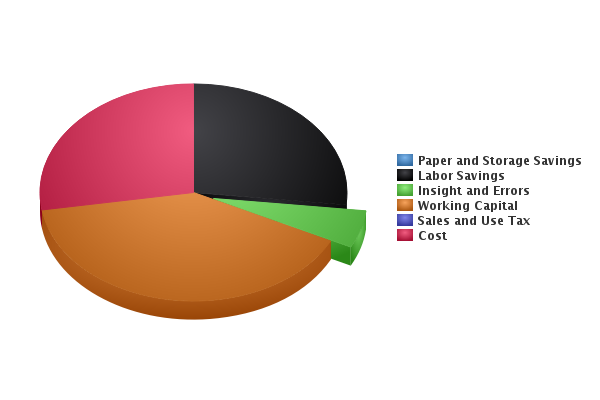 Paper and Storage Savings
Labor Savings
Insight and Errors
Working Capital
Sales and Use Tax
Cost